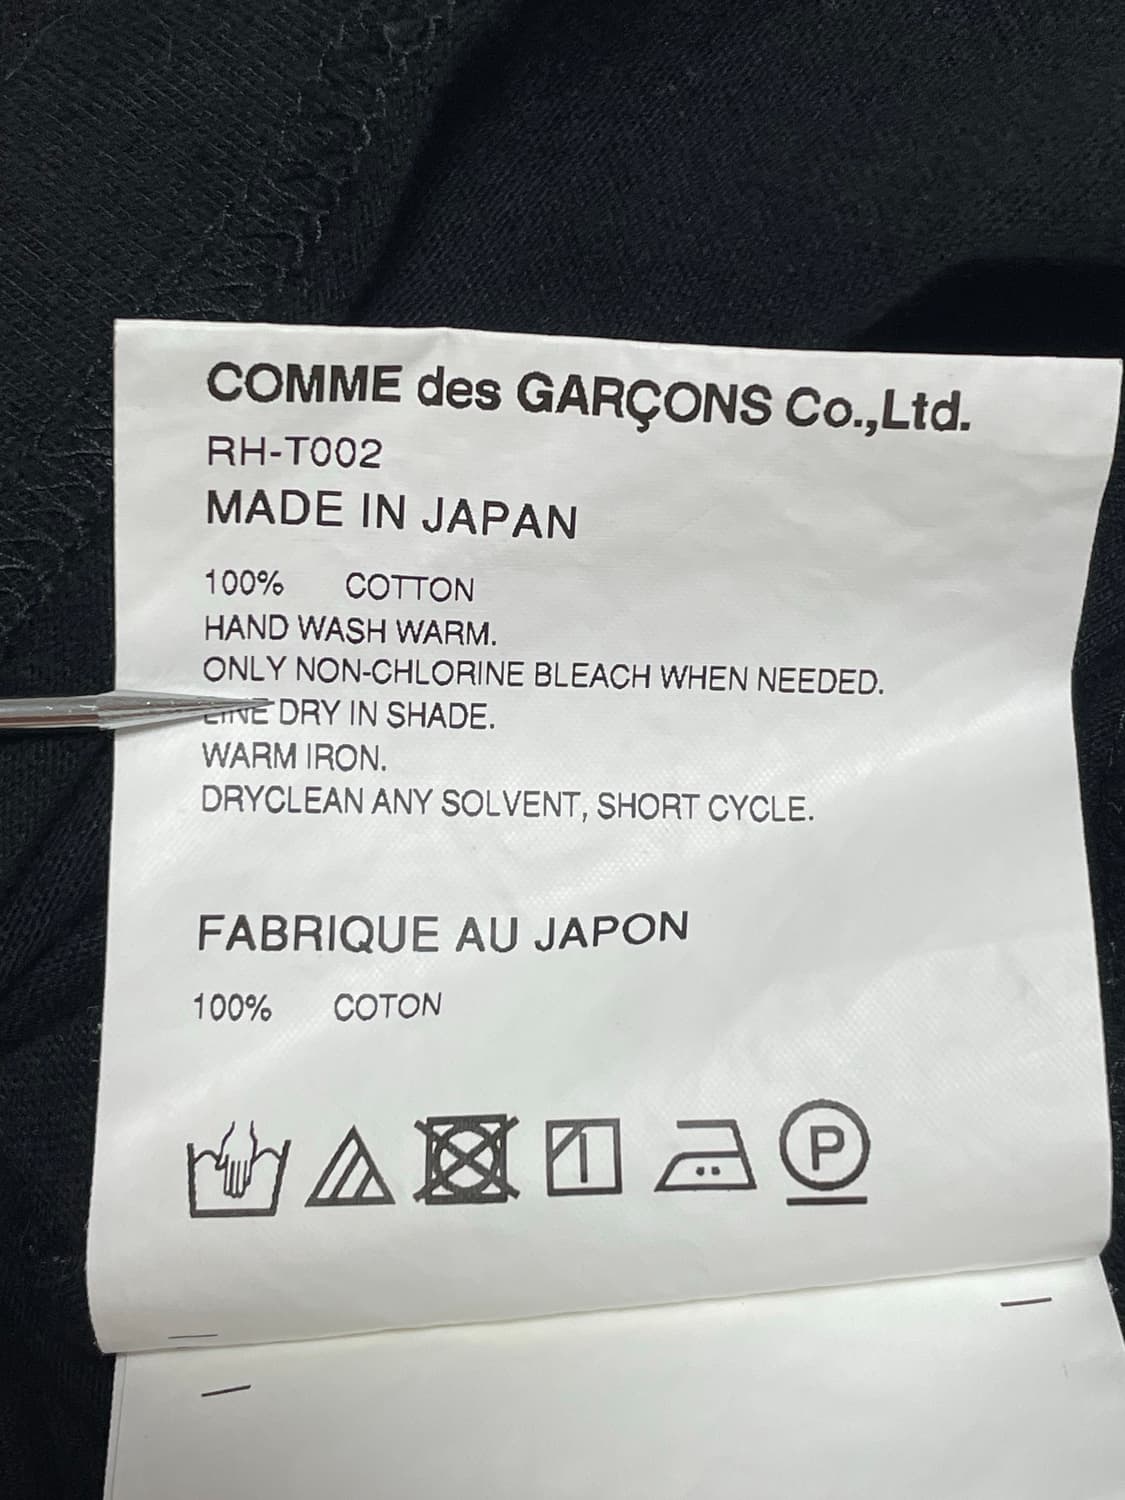 COMME des GARÇONS Co.,Ltd.
RH-T002
MADE IN JAPAN
100% COTTON
HAND WASH WARM.
ONLY NON-CHLORINE BLEACH WHEN NEEDED.
LINE DRY IN SHADE.
WARM IRON.
DRYCLEAN ANY SOLVENT, SHORT CYCLE.
FABRIQUE AU JAPON
100% COTON
P